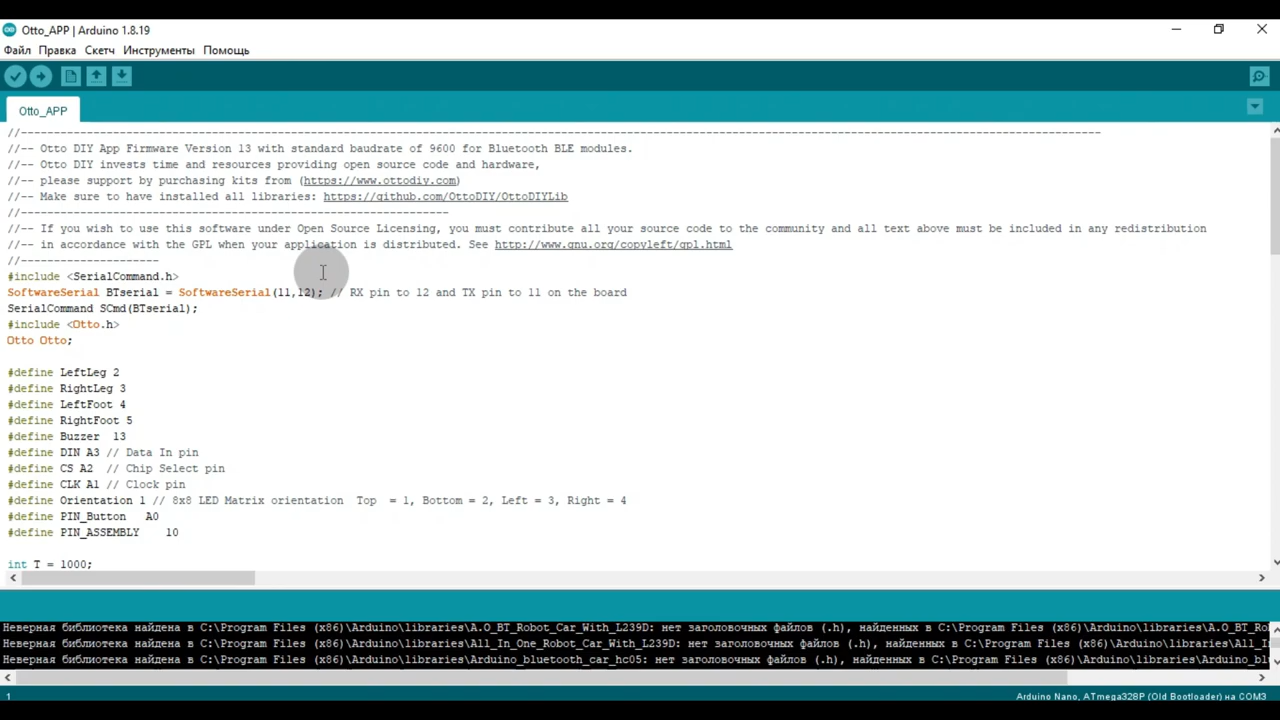 Otto_APP | Arduino 1.8.19
Файл Правка Скетч Инструменты Помощь
Otto_APP
//------------------------------------------------------------------------------------------------------------------------------------
//-- Otto DIY App Firmware Version 13 with standard baudrate of 9600 for Bluetooth BLE modules.
//-- Otto DIY invests time and resources providing open source code and hardware,
//-- please support by purchasing kits from (https://www.ottodiy.com)
//-- Make sure to have installed all libraries: https://github.com/OttoDIY/OttoDIYLib
//-----------------------------------------------------------------
//-- If you wish to use this software under Open Source Licensing, you must contribute all your source code to the community and all text above must be included in any redistribution
//-- in accordance with the GPL when your application is distributed. See http://www.gnu.org/copyleft/gpl.html
//---------------------
#include <SerialCommand.h>
SoftwareSerial BTserial = SoftwareSerial(11,12); // RX pin to 12 and TX pin to 11 on the board
SerialCommand SCmd(BTserial);
#include <Otto.h>
Otto Otto;
#define LeftLeg 2
#define RightLeg 3
#define LeftFoot 4
#define RightFoot 5
#define Buzzer  13
#define DIN A3 // Data In pin
#define CS A2  // Chip Select pin
#define CLK A1 // Clock pin
#define Orientation 1 // 8x8 LED Matrix orientation  Top  = 1, Bottom = 2, Left = 3, Right = 4
#define PIN_Button   A0
#define PIN_ASSEMBLY    10
int T = 1000;
Неверная библиотека найдена в C:\Program Files (x86)\Arduino\libraries\A.O_BT_Robot_Car_With_L239D: нет заголовочных файлов (.h), найденных в C:\Program Files (x86)\Arduino\libraries\A.O_BT_Ro
Неверная библиотека найдена в C:\Program Files (x86)\Arduino\libraries\All_In_One_Robot_Car_With_L239D: нет заголовочных файлов (.h), найденных в C:\Program Files (x86)\Arduino\libraries\All_I
Неверная библиотека найдена в C:\Program Files (x86)\Arduino\libraries\Arduino_bluetooth_car_hc05: нет заголовочных файлов (.h), найденных в C:\Program Files (x86)\Arduino\libraries\Arduino_bl
1
Arduino Nano, ATmega328P (Old Bootloader) на COM3